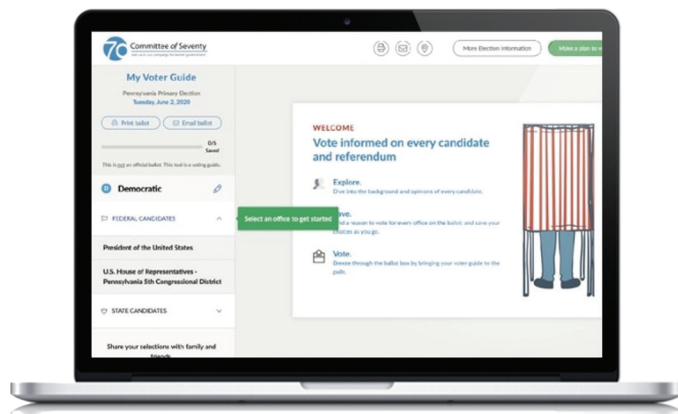 70 Committee of Seventy
More Election Information
Make a plan to v
My Voter Guide
Pennsylvania Primary Election
Tuesday, June 2, 2020
Print ballot
Email ballot
0/5
Saved
This is not an official ballot. This tool is a voting guide.
D Democratic
FEDERAL CANDIDATES
President of the United States
U.S. House of Representatives -
Pennsylvania 5th Congressional District
STATE CANDIDATES
Share your selections with family and
friends
Select an office to get started
WELCOME
Vote informed on every candidate
and referendum
Explore.
Dive into the background and opinions of every candidate.
ave.
nd a reason to vote for every office on the ballot and save your
choices as you go.
Vote.
Breeze through the ballot box by bringing your voter guide to the
polls.